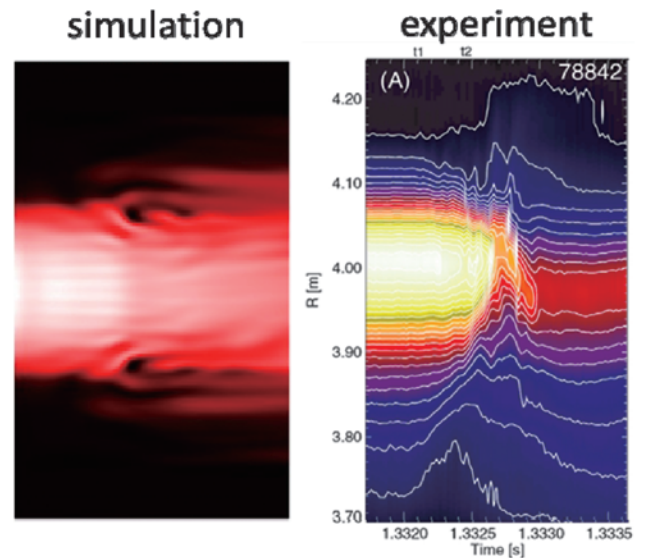 simulation
experiment
t1 t2
(A) 78842
4.20
4.10
4.00
3.90
3.80
3.70
R [m]
1.3320 1.3325 1.3330 1.3335
Time [s]